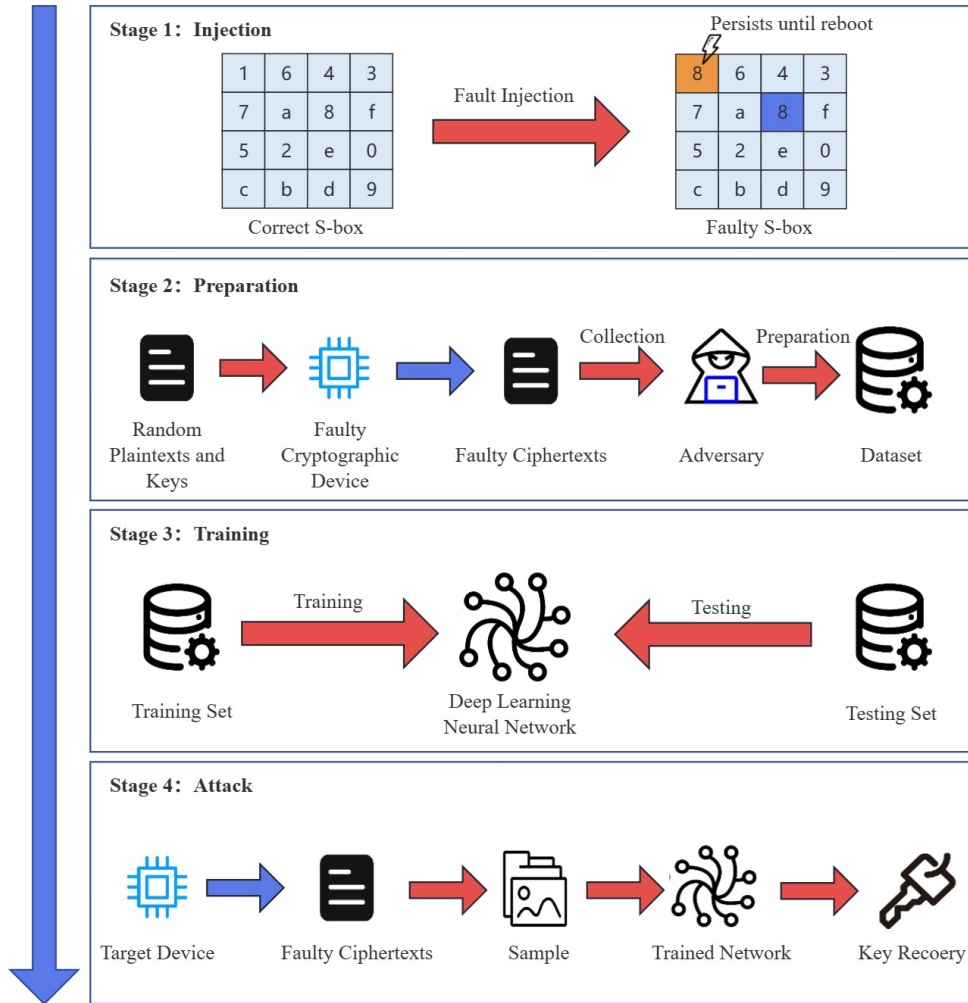 Stage 1: Injection
Persists until reboot
1 6 4 3
7 a 8 f
5 2 e 0
c b d 9
Fault Injection
8 6 4 3
7 a 8 f
5 2 e 0
c b d 9
Correct S-box
Faulty S-box
Stage 2: Preparation
Collection
Preparation
Random
Plaintexts and
Keys
Faulty
Cryptographic
Device
Faulty Ciphertexts
Adversary
Dataset
Stage 3: Training
Training
Testing
Training Set
Deep Learning
Neural Network
Testing Set
Stage 4: Attack
Target Device
Faulty Ciphertexts
Sample
Trained Network
Key Recoery